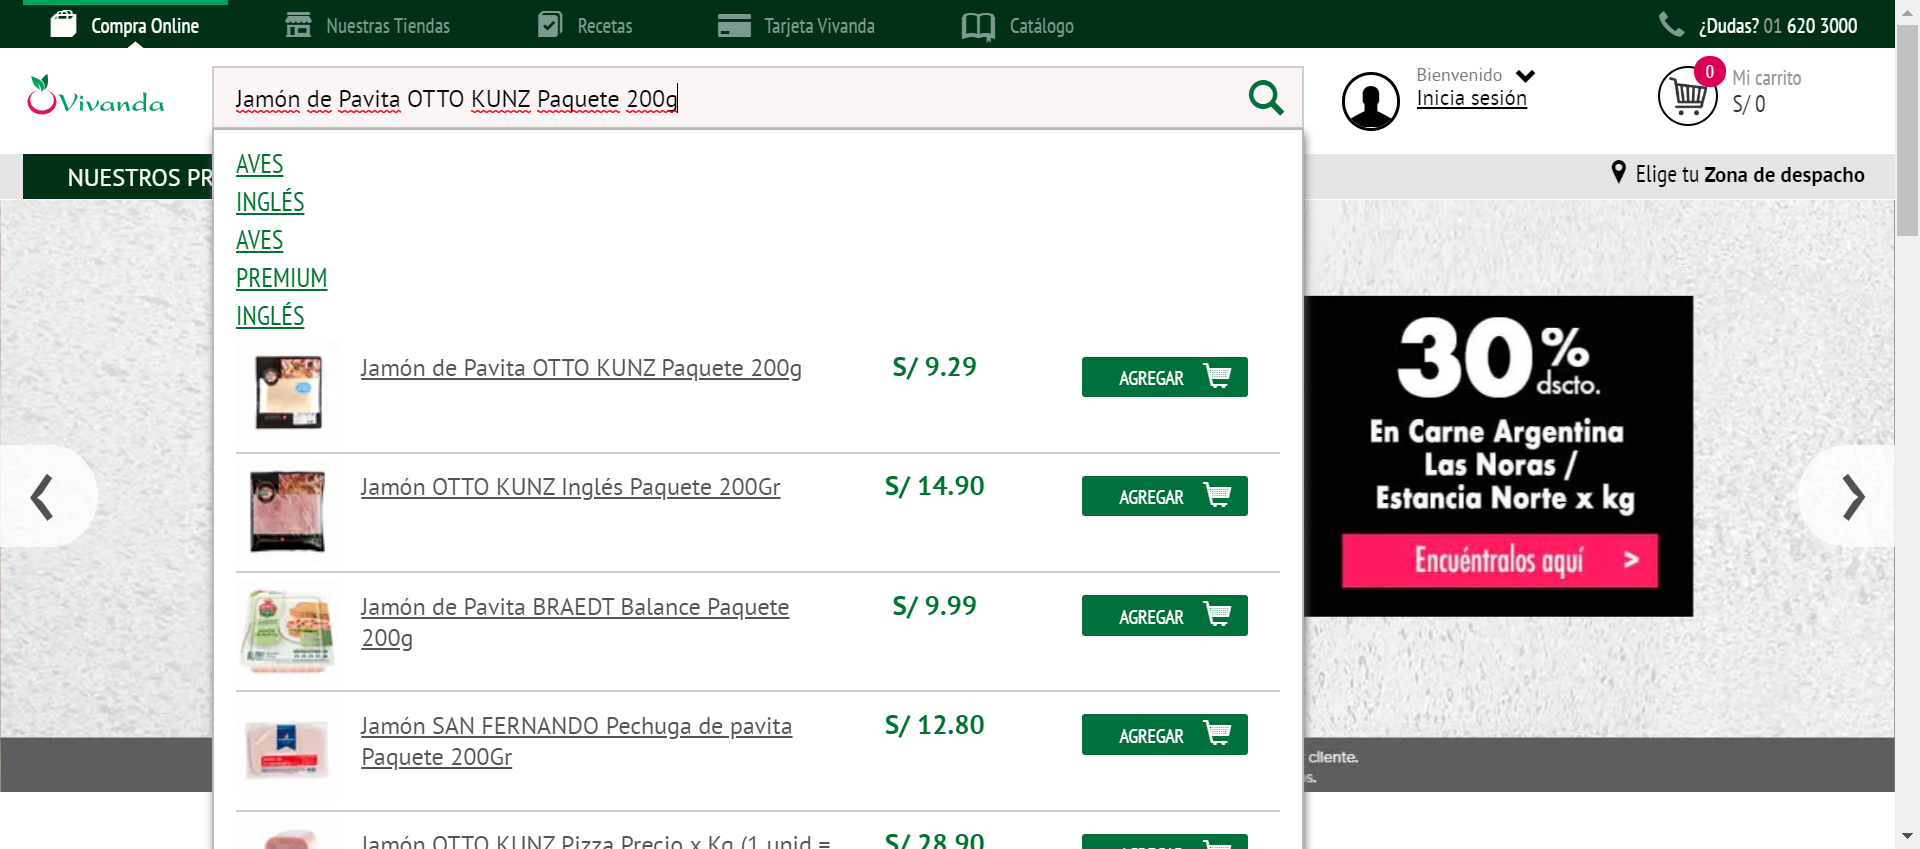 Compra Online
Nuestras Tiendas
Recetas
Tarjeta Vivanda
Catálogo
¿Dudas? 01 620 3000
Vivanda
Jamón de Pavita OTTO KUNZ Paquete 200g
Bienvenido
Inicia sesión
0
Mi carrito
S/ 0
NUESTROS PR
Elige tu Zona de despacho
AVES
INGLÉS
AVES
PREMIUM
INGLÉS
Jamón de Pavita OTTO KUNZ Paquete 200g S/ 9.29 AGREGAR
Jamón OTTO KUNZ Inglés Paquete 200Gr S/ 14.90 AGREGAR
Jamón de Pavita BRAEDT Balance Paquete S/ 9.99 AGREGAR
200g
Jamón SAN FERNANDO Pechuga de pavita S/ 12.80 AGREGAR
Paquete 200Gr
Jamón OTTO KUNZ Pizza Precio x Kg (1 unid = S/ 28.90
30%
dscto.
En Carne Argentina
Las Noras /
Estancia Norte x kg
Encuéntralos aquí >
cliente.
s.